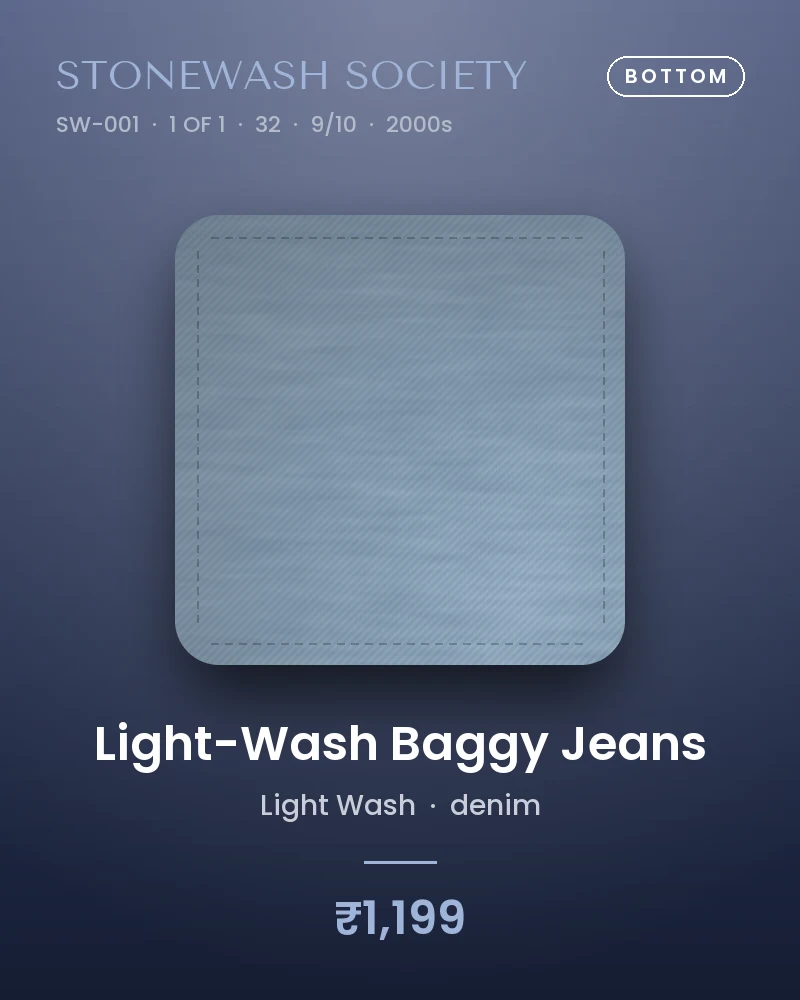 STONEWASH SOCIETY
BOTTOM
SW-001 · 1 OF 1 · 32 · 9/10 · 2000s
Light-Wash Baggy Jeans
Light Wash · denim
₹1,199